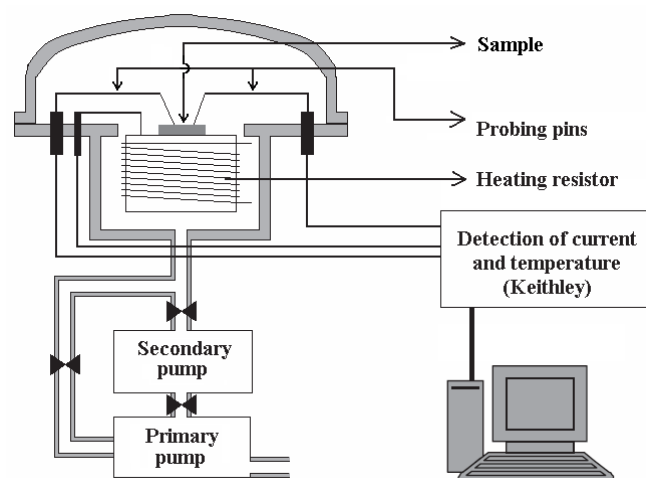 Sample
Probing pins
Heating resistor
Detection of current
and temperature
(Keithley)
Secondary
pump
Primary
pump